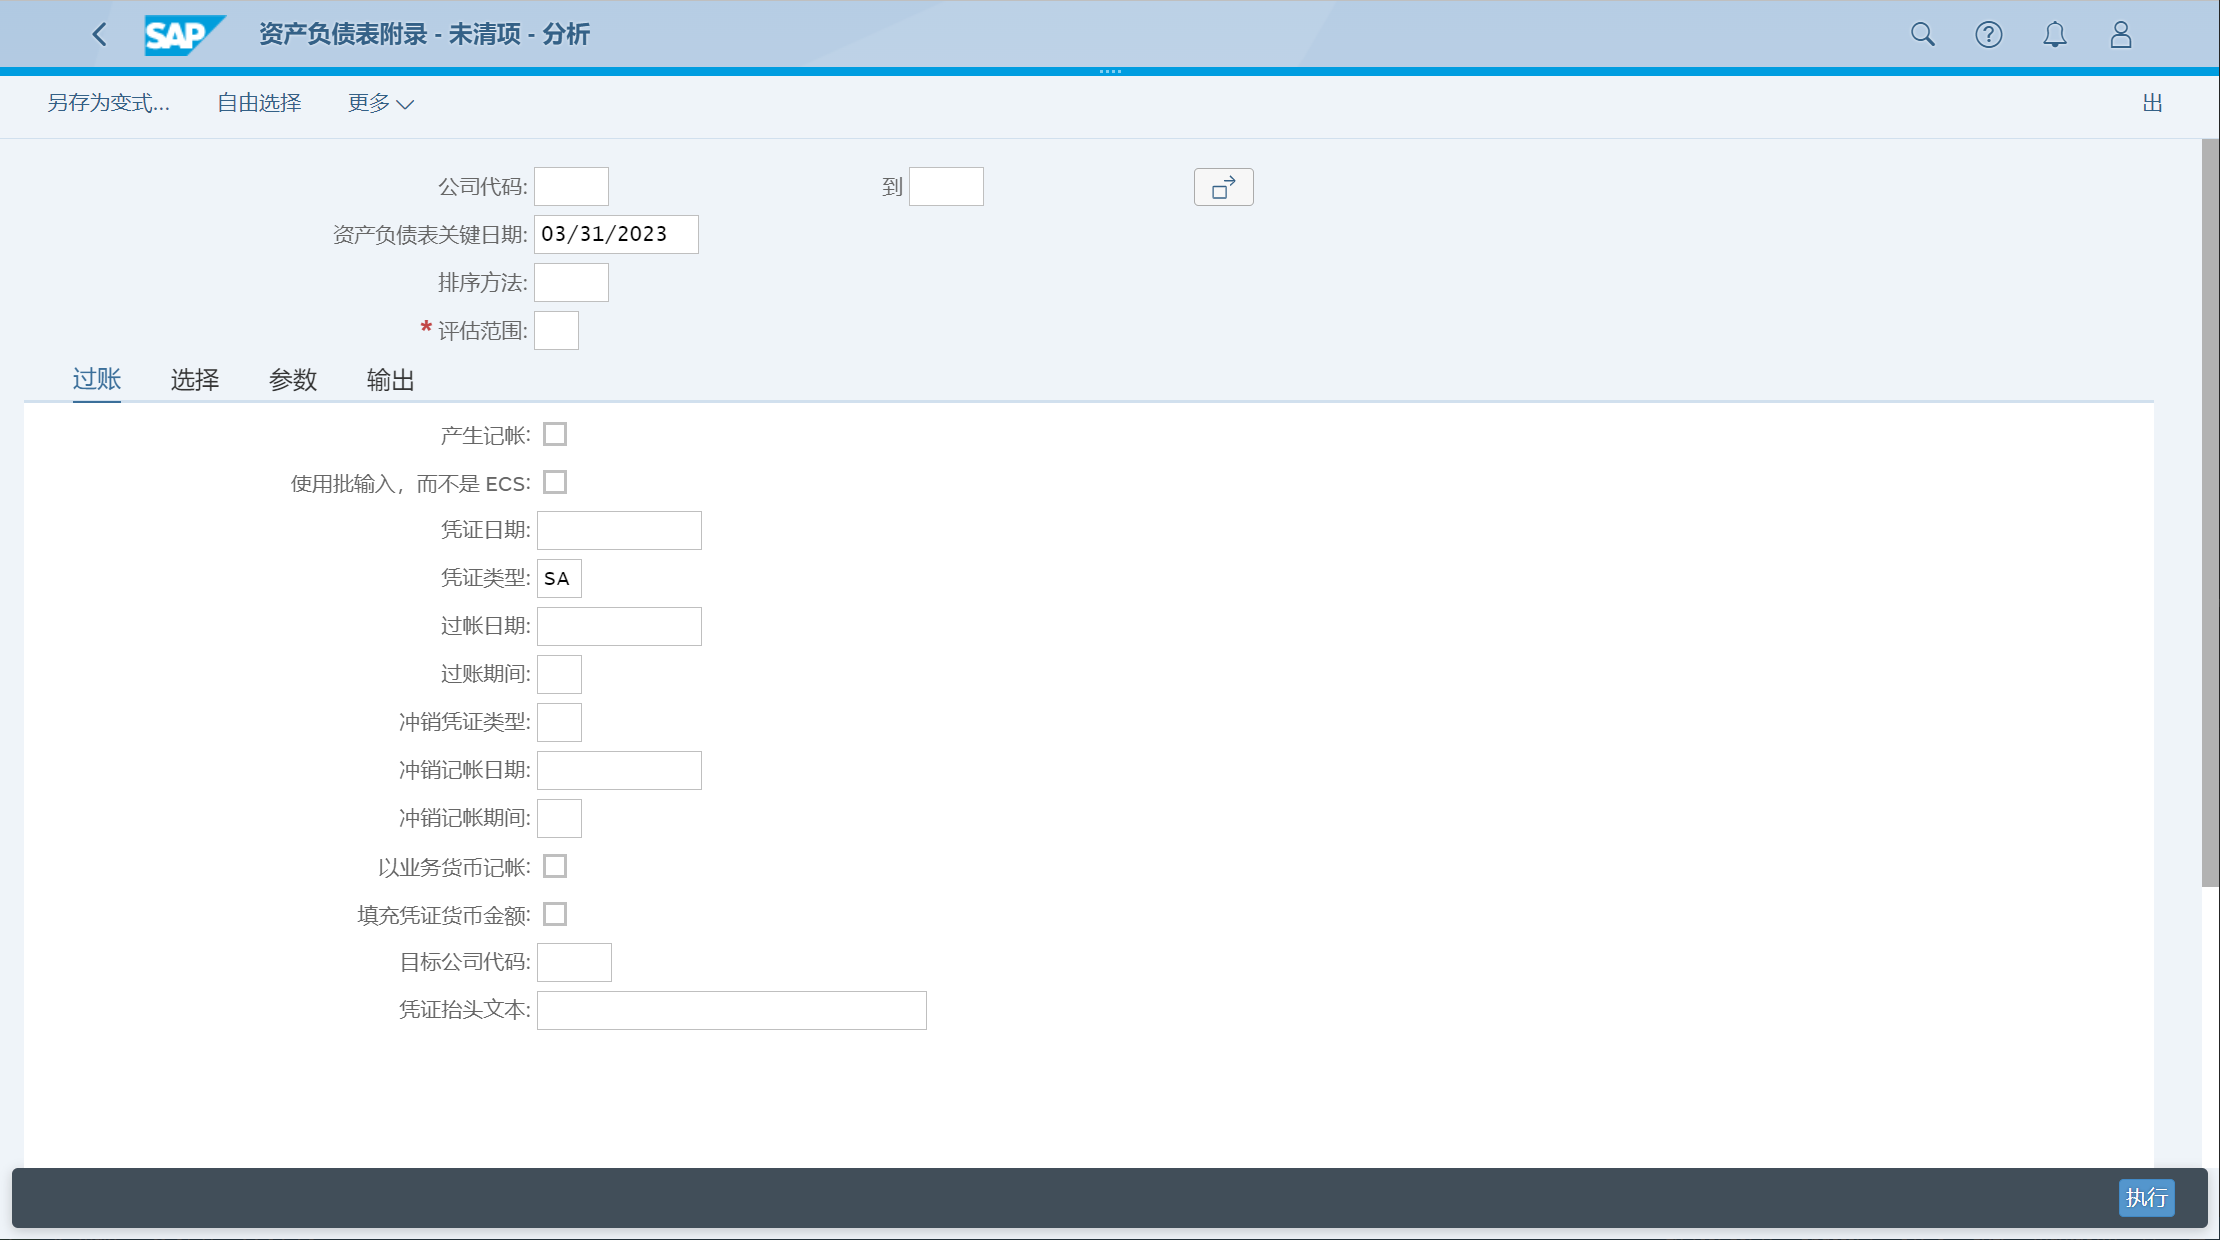 SAP 资产负债表附录 - 未清项 - 分析
另存为变式... 自由选择 更多 出
公司代码: 到
资产负债表关键日期: 03/31/2023
排序方法:
* 评估范围:
过账 选择 参数 输出
产生记帐:
使用批输入，而不是 ECS:
凭证日期:
凭证类型: SA
过帐日期:
过账期间:
冲销凭证类型:
冲销记帐日期:
冲销记帐期间:
以业务货币记帐:
填充凭证货币金额:
目标公司代码:
凭证抬头文本:
执行